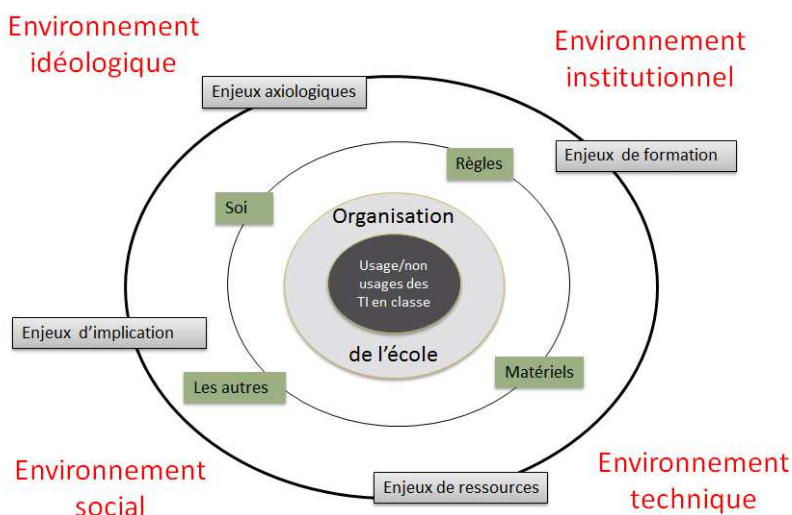 Environnement
idéologique
Environnement
institutionnel
Enjeux axiologiques
Enjeux de formation
Règles
Soi
Organisation
Usage/non
usages des
TI en classe
de l'école
Enjeux d'implication
Les autres
Matériels
Environnement
social
Enjeux de ressources
Environnement
technique